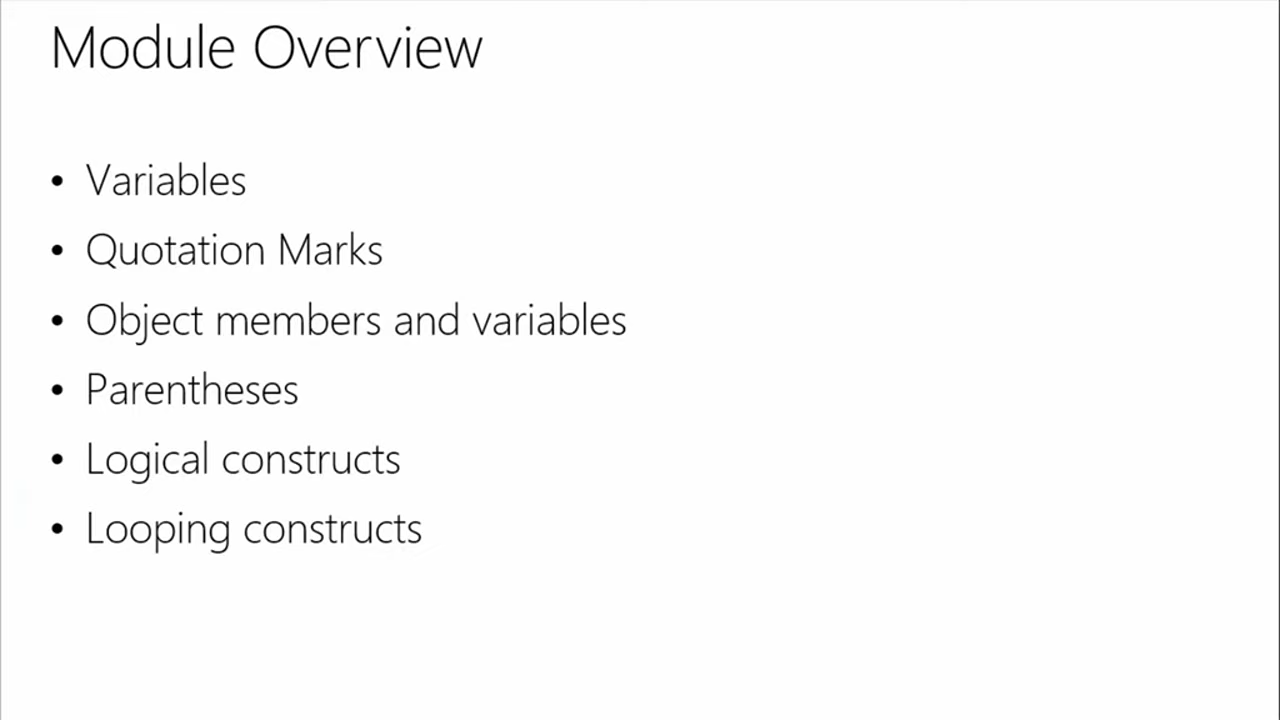 Module Overview
• Variables
• Quotation Marks
• Object members and variables
• Parentheses
• Logical constructs
• Looping constructs